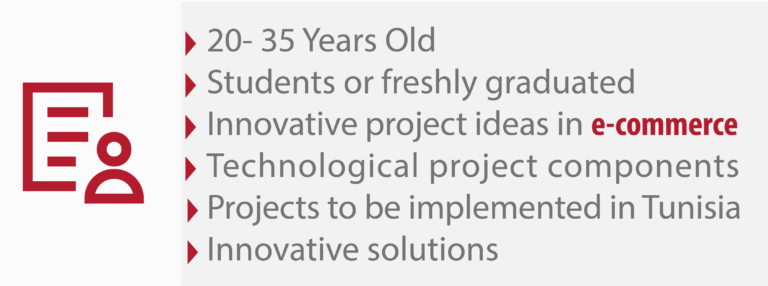 20- 35 Years Old
Students or freshly graduated
Innovative project ideas in e-commerce
Technological project components
Projects to be implemented in Tunisia
Innovative solutions